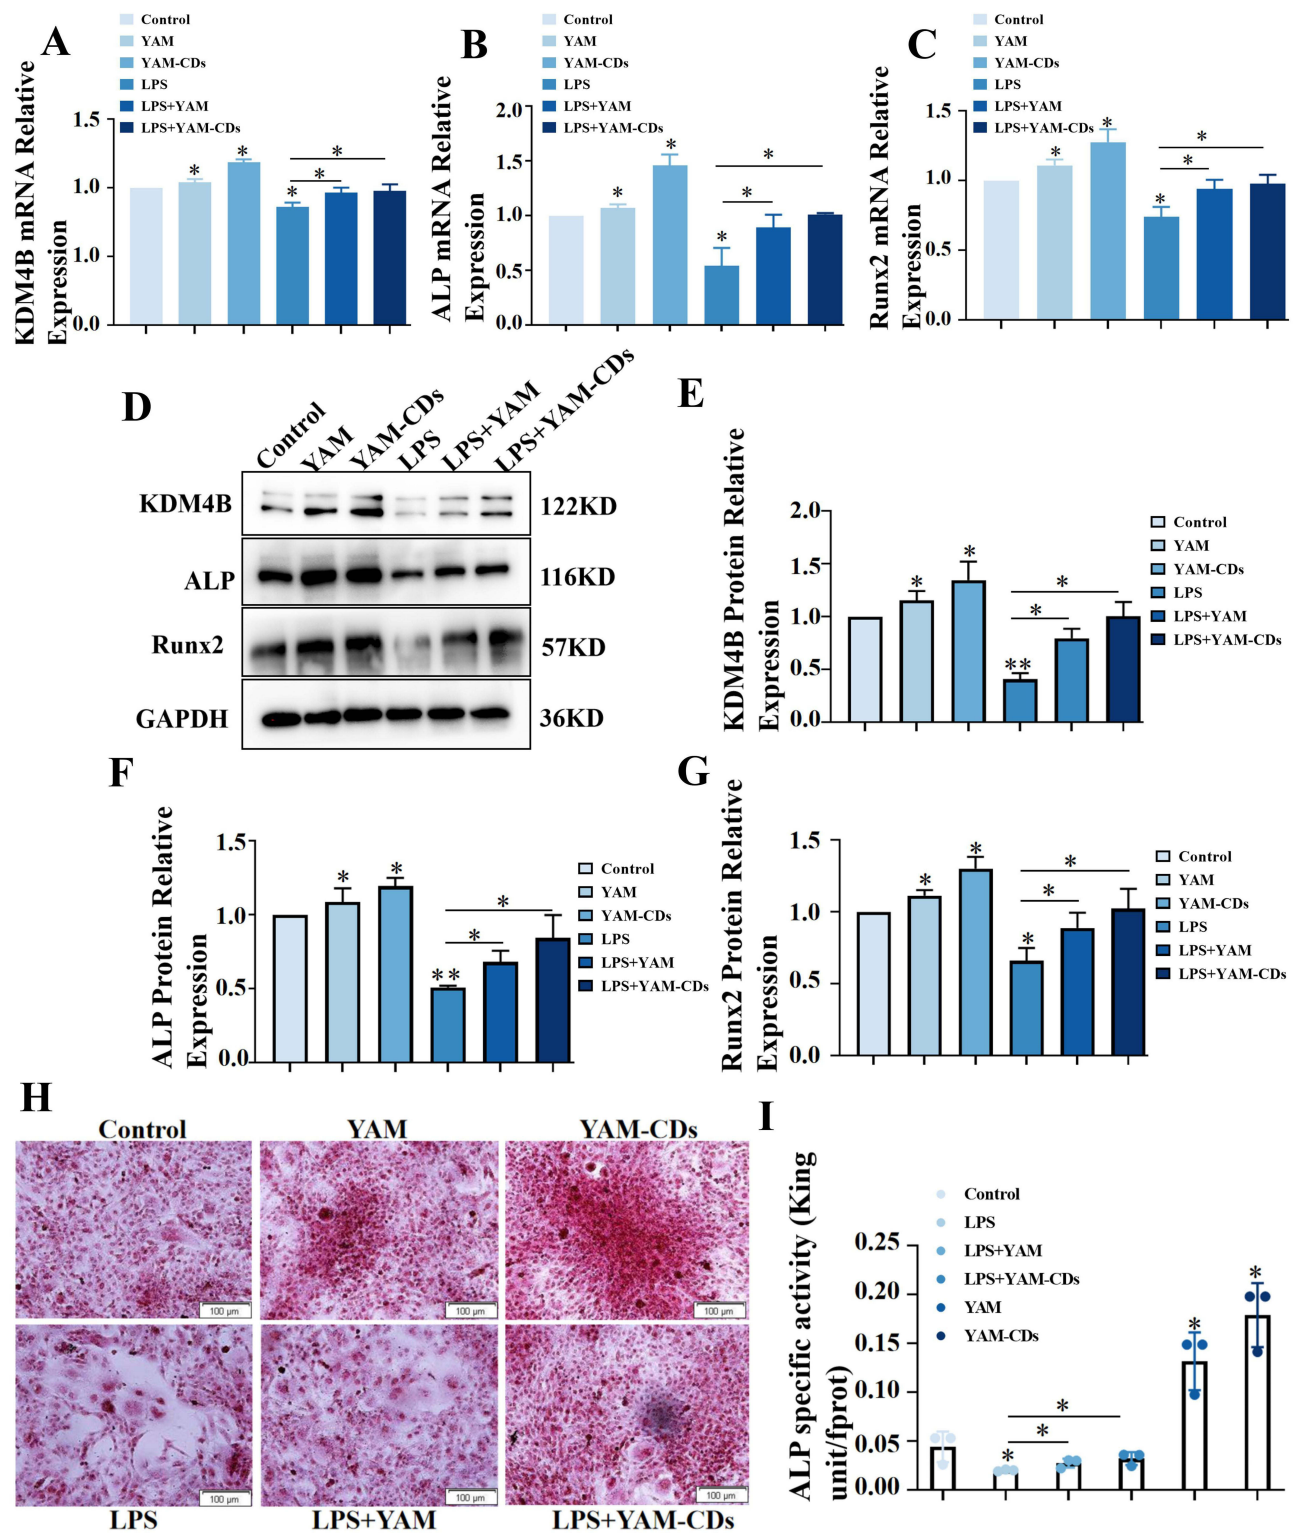 A
Control
YAM
YAM-CDs
LPS
LPS+YAM
LPS+YAM-CDs
KDM4B mRNA Relative
Expression
1.5
1.0
1.0
0.0
*
*
*
*
*
B
Control
YAM
YAM-CDs
LPS
LPS+YAM
LPS+YAM-CDs
ALP mRNA Relative
Expression
2.0
1.5
1.0
0.5
0.0
*
*
*
*
*
C
Control
YAM
YAM-CDs
LPS
LPS+YAM
LPS+YAM-CDs
Runx2 mRNA Relative
Expression
1.5
1.0
0.5
0.0
*
*
*
*
*
D
Control
YAM
YAM-CDs
LPS
LPS+YAM
LPS+YAM-CDs
KDM4B 122KD
ALP 116KD
Runx2 57KD
GAPDH 36KD
E
KDM4B Protein Relative
Expression
2.0
1.5
1.0
0.5
0.0
*
*
**
*
*
Control
YAM
YAM-CDs
LPS
LPS+YAM
LPS+YAM-CDs
F
ALP Protein Relative
Expression
1.5
1.0
0.5
0.0
*
*
**
*
*
Control
YAM
YAM-CDs
LPS
LPS+YAM
LPS+YAM-CDs
G
Runx2 Protein Relative
Expression
1.5
1.0
0.5
0.0
*
*
*
*
*
Control
YAM
YAM-CDs
LPS
LPS+YAM
LPS+YAM-CDs
H
Control YAM YAM-CDs
100 μm 100 μm 100 μm
100 μm 100 μm 100 μm
LPS LPS+YAM LPS+YAM-CDs
I
ALP specific activity (King
unit/fprot)
Control
LPS
LPS+YAM
LPS+YAM-CDs
YAM
YAM-CDs
0.25
0.20
0.15
0.10
0.05
0.00
*
*
*
*
*